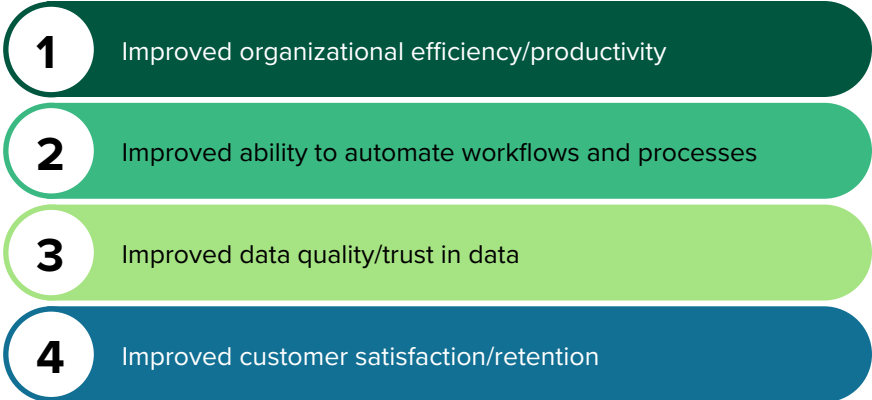 1 Improved organizational efficiency/productivity
2 Improved ability to automate workflows and processes
3 Improved data quality/trust in data
4 Improved customer satisfaction/retention